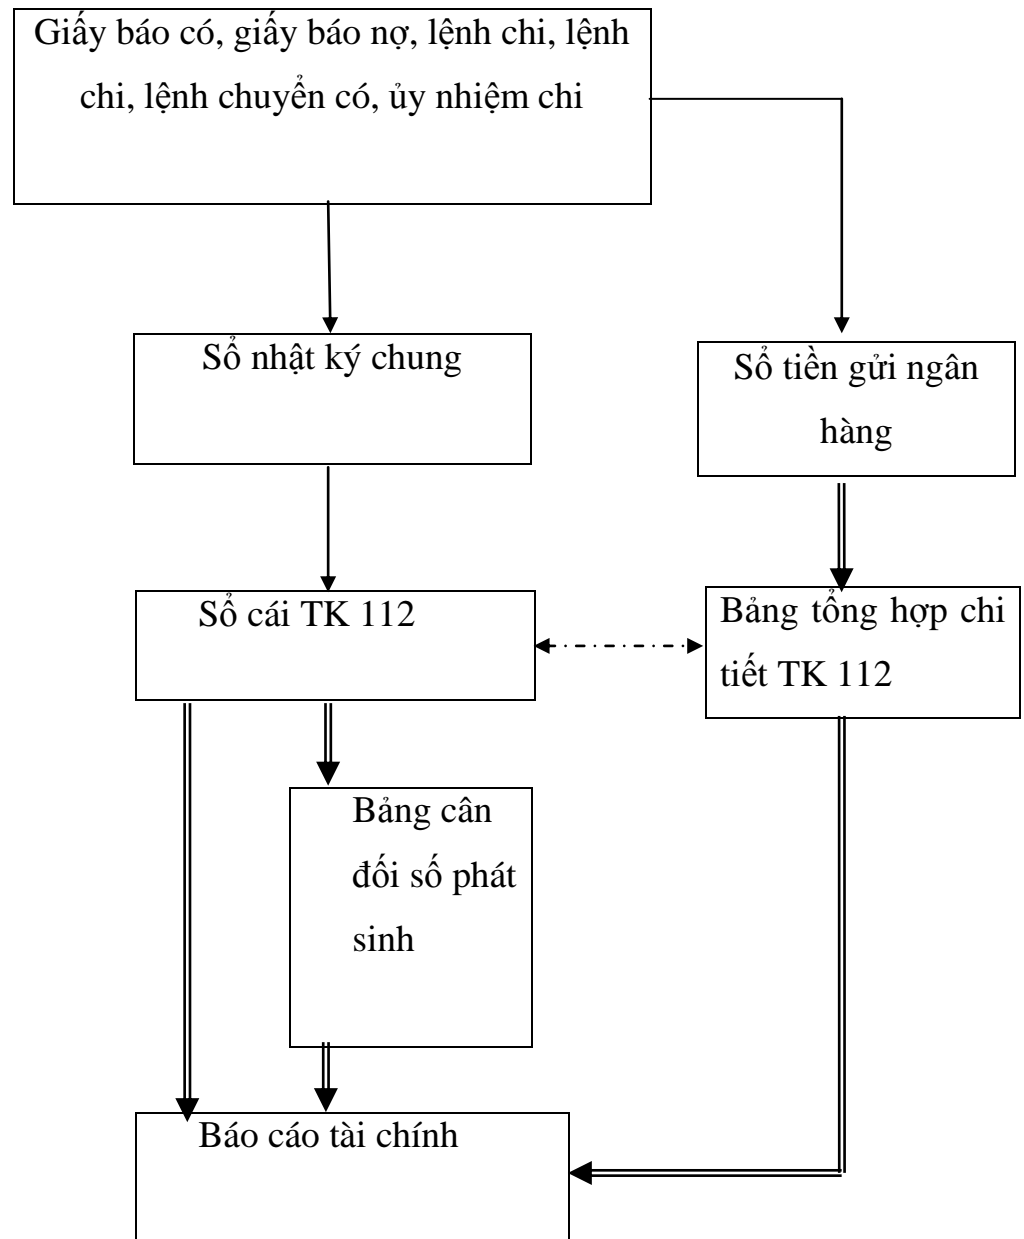 Giấy báo có, giấy báo nợ, lệnh chi, lệnh
chi, lệnh chuyển có, ủy nhiệm chi
Sổ nhật ký chung
Sổ tiền gửi ngân
hàng
Sổ cái TK 112
Bảng tổng hợp chi
tiết TK 112
Bảng cân
đối số phát
sinh
Báo cáo tài chính